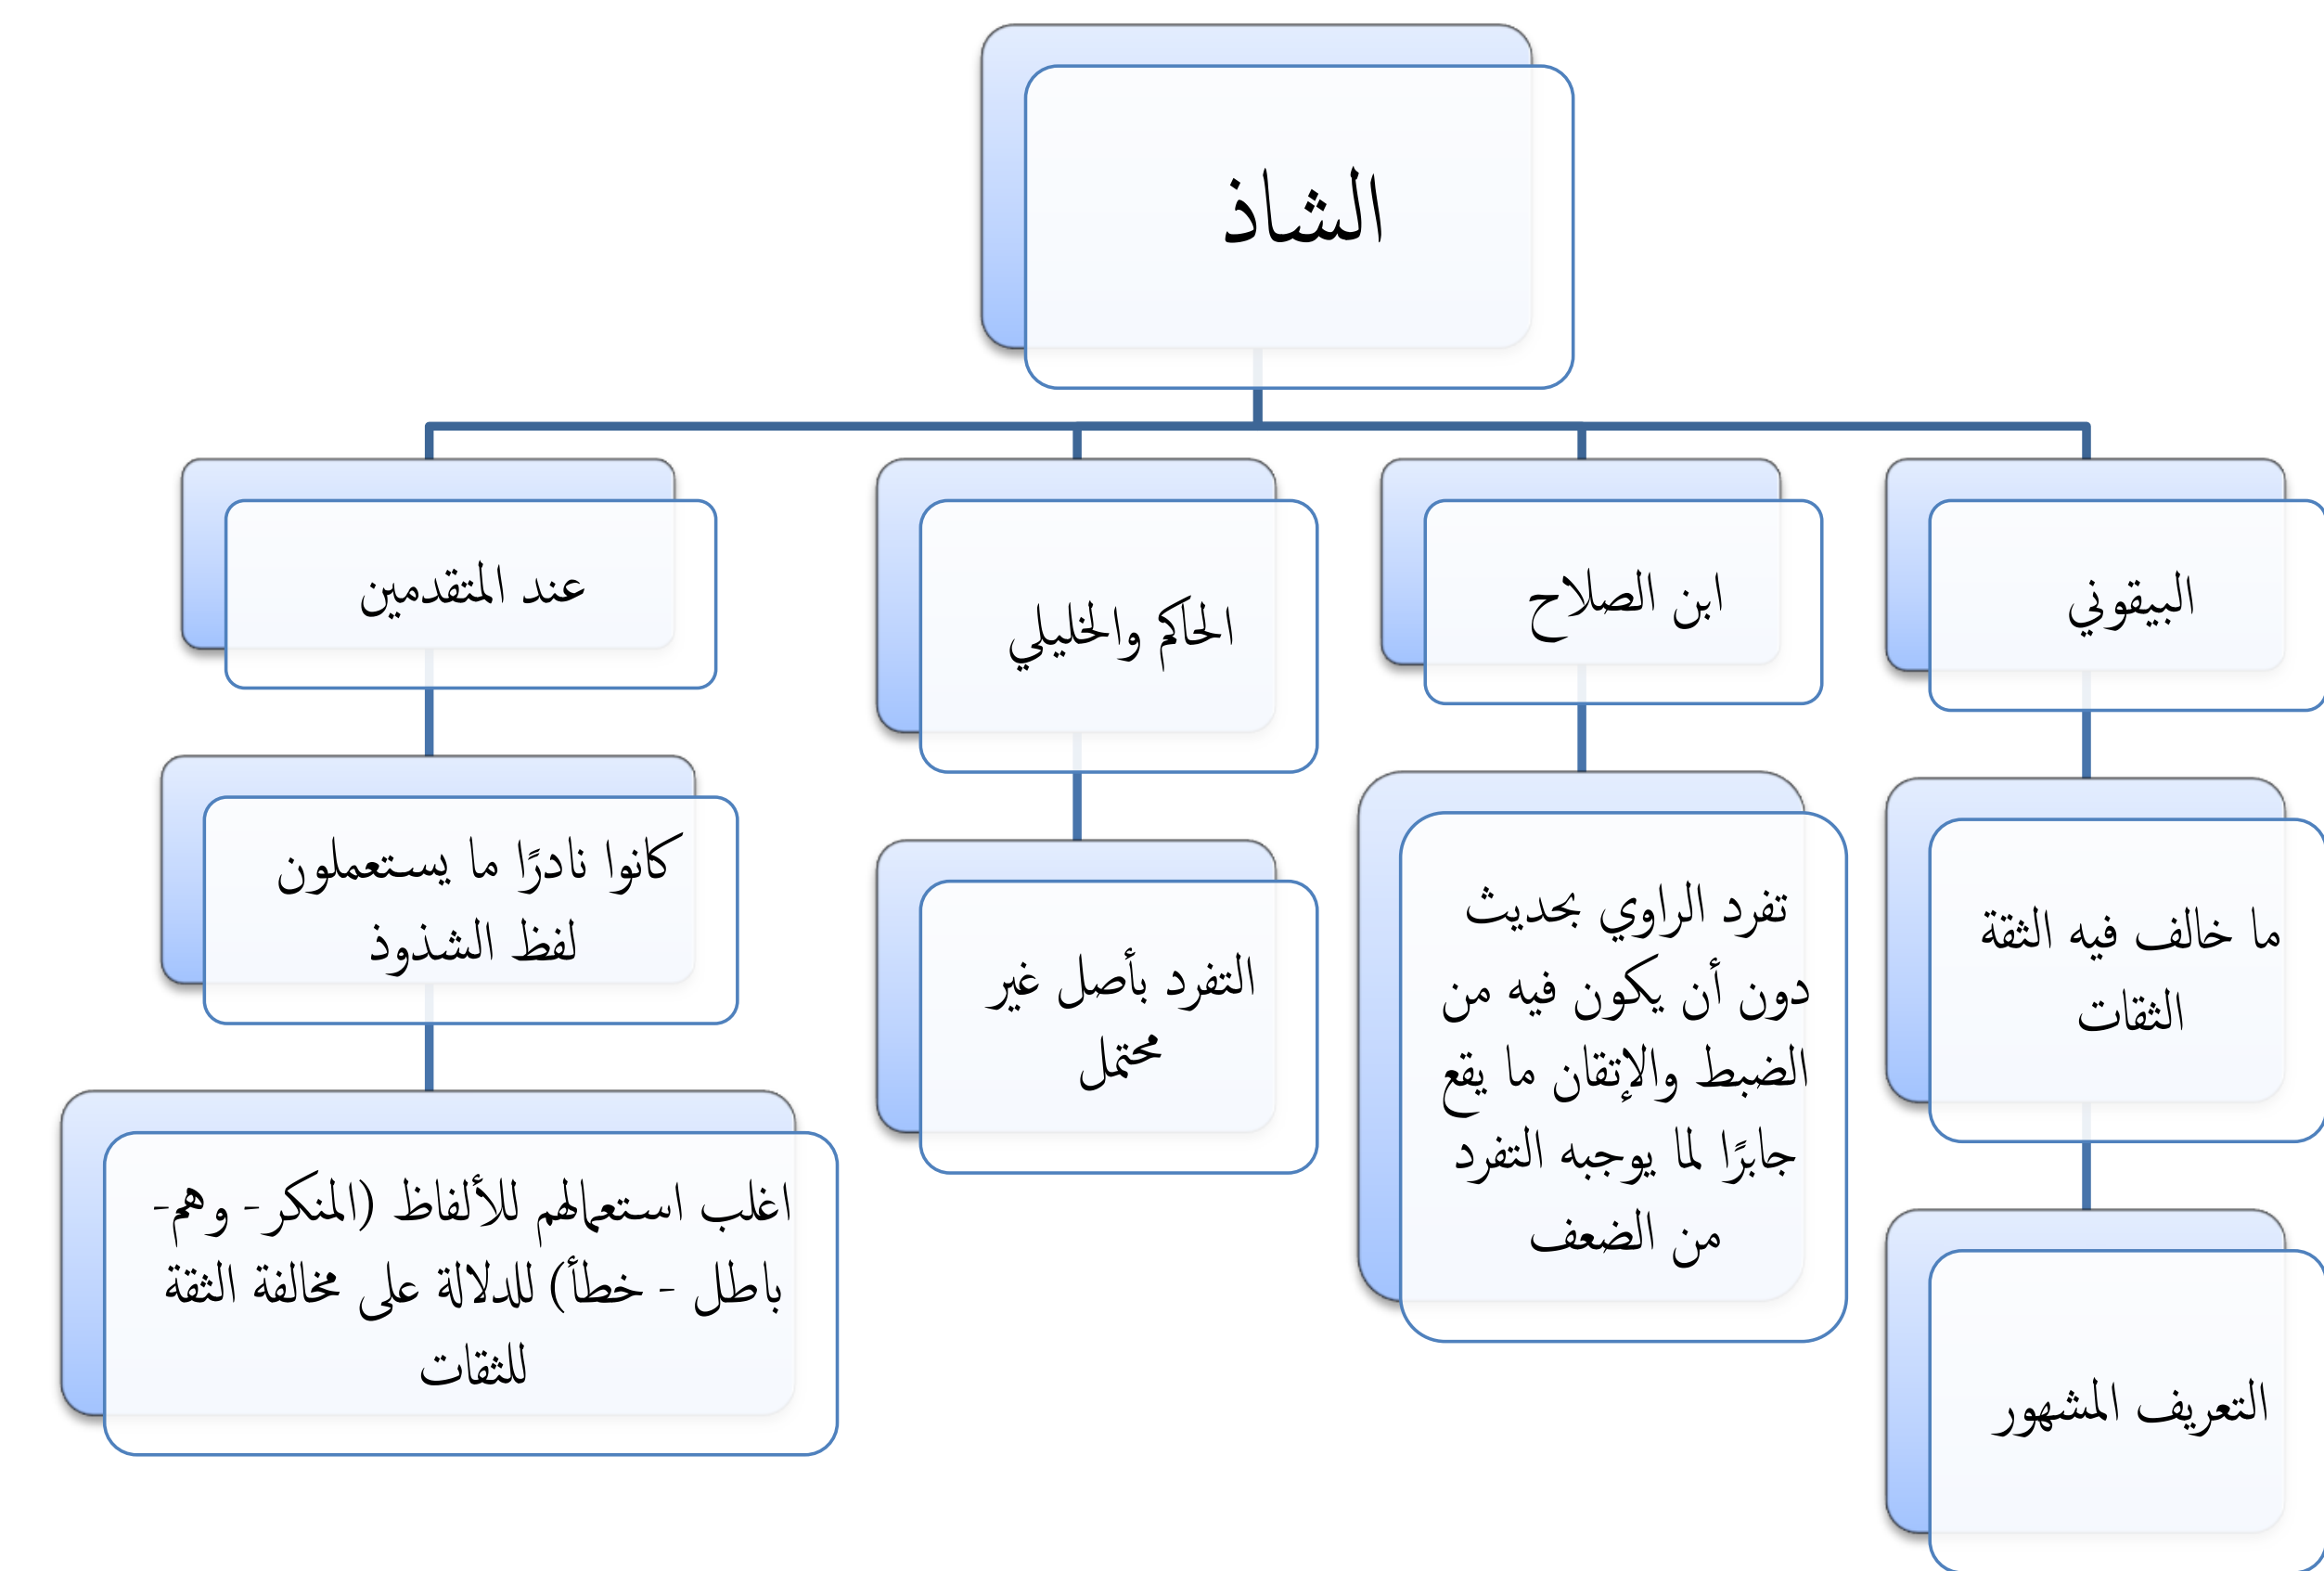 الشاذ
البيقوني
ما خالف فيه الثقة
الثقات
التعريف المشهور
ابن الصلاح
تفرد الراوي بحديث
دون أن يكون فيه من
الضبط والإتقان ما يقع
جابرًا لما يوجبه التفرد
من الضعف
الحاكم والخليلي
التفرد بأصل غير
محتمل
عند المتقدمين
كانوا نادرًا ما يستعملون
لفظ الشذوذ
اغلب استعمالهم للألفاظ (المنكر- وهم-
باطل - خطأ) للدلالة على مخالفة الثقة
للثقات